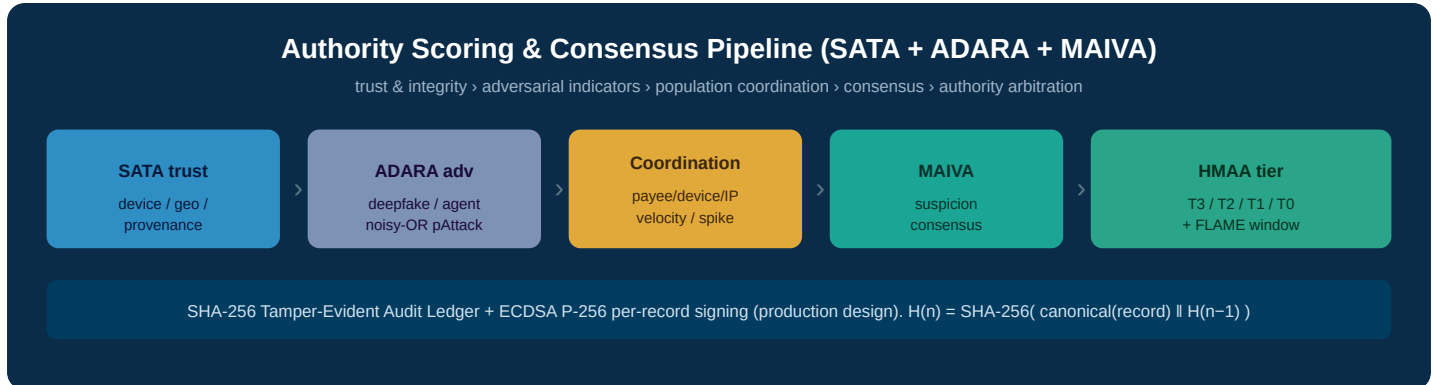 Authority Scoring & Consensus Pipeline (SATA + ADARA + MAIVA)
trust & integrity › adversarial indicators › population coordination › consensus › authority arbitration
SATA trust
device / geo /
provenance
›
ADARA adv
deepfake / agent
noisy-OR pAttack
›
Coordination
payee/device/IP
velocity / spike
›
MAIVA
suspicion
consensus
›
HMAA tier
T3 / T2 / T1 / T0
+ FLAME window
SHA-256 Tamper-Evident Audit Ledger + ECDSA P-256 per-record signing (production design). H(n) = SHA-256( canonical(record) ‖ H(n−1) )